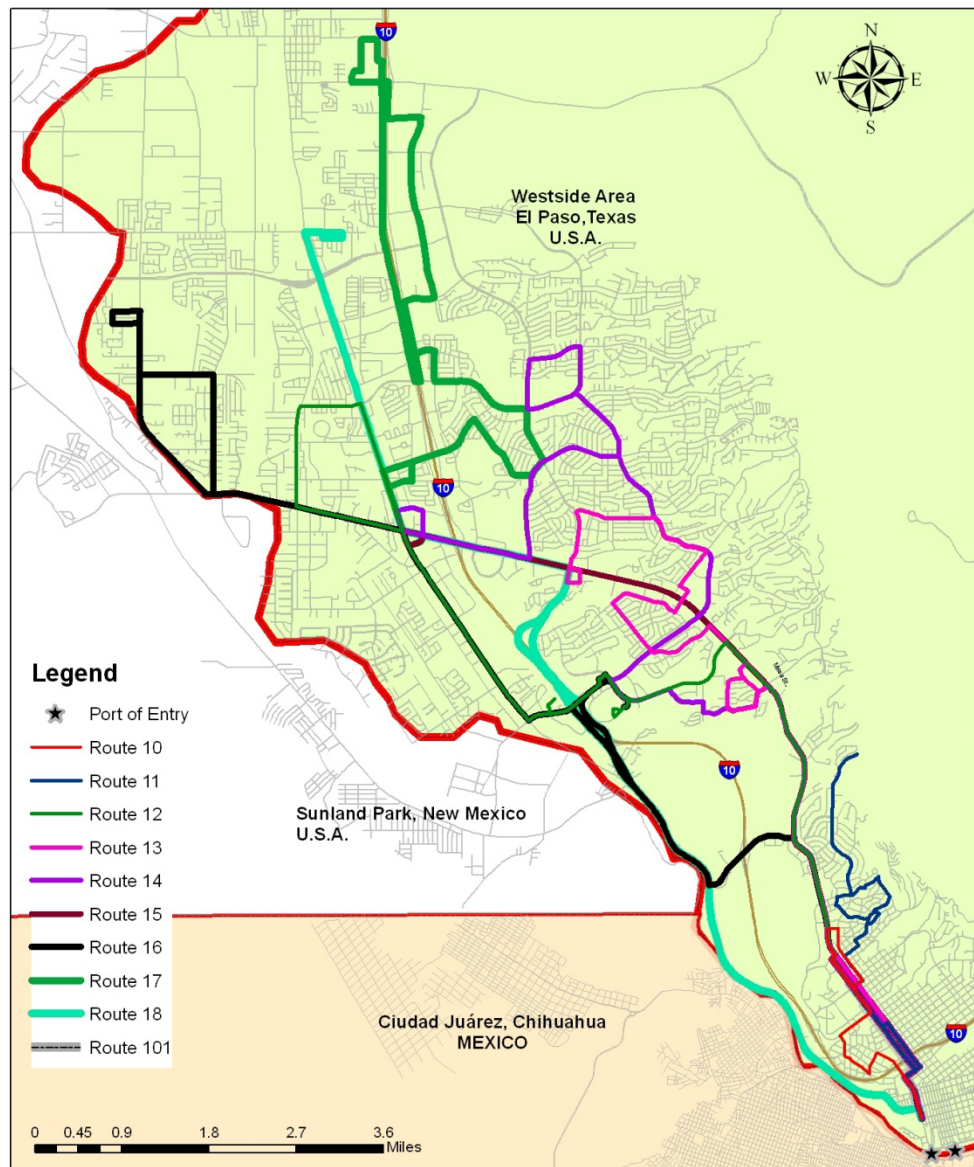 10
N
W E
S
Westside Area
El Paso,Texas
U.S.A.
10
Mesa St.
10
Legend
Port of Entry
Route 10
Route 11
Route 12
Route 13
Route 14
Route 15
Route 16
Route 17
Route 18
Route 101
Sunland Park, New Mexico
U.S.A.
Ciudad Juárez, Chihuahua
MEXICO
10
0 0.45 0.9 1.8 2.7 3.6
Miles